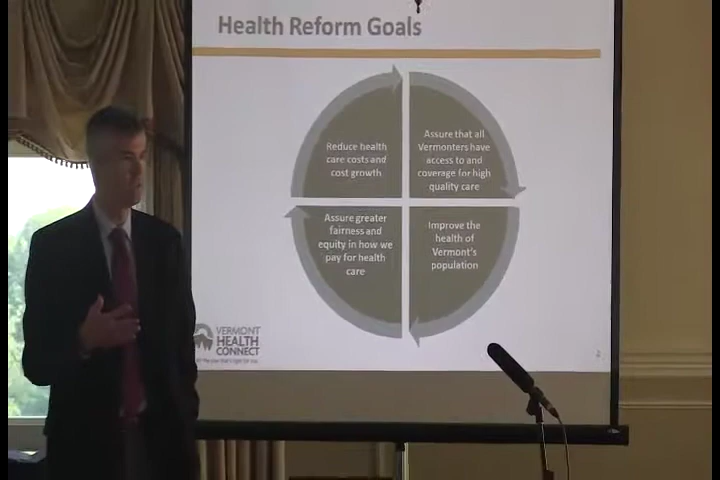 Health Reform Goals
Reduce health
care costs and
cost growth
Assure that all
Vermonters have
access to and
coverage for high
quality care
Assure greater
fairness and
equity in how we
pay for health
care
Improve the
health of
Vermont's
population
VERMONT
HEALTH
CONNECT